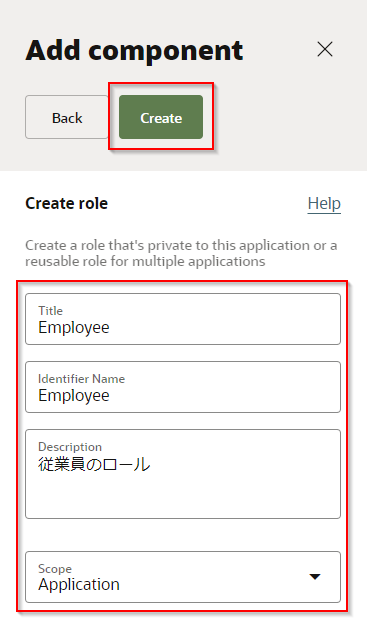 Add component
Back
Create
Create role
Help
Create a role that's private to this application or a
reusable role for multiple applications
Title
Employee
Identifier Name
Employee
Description
従業員のロール
Scope
Application